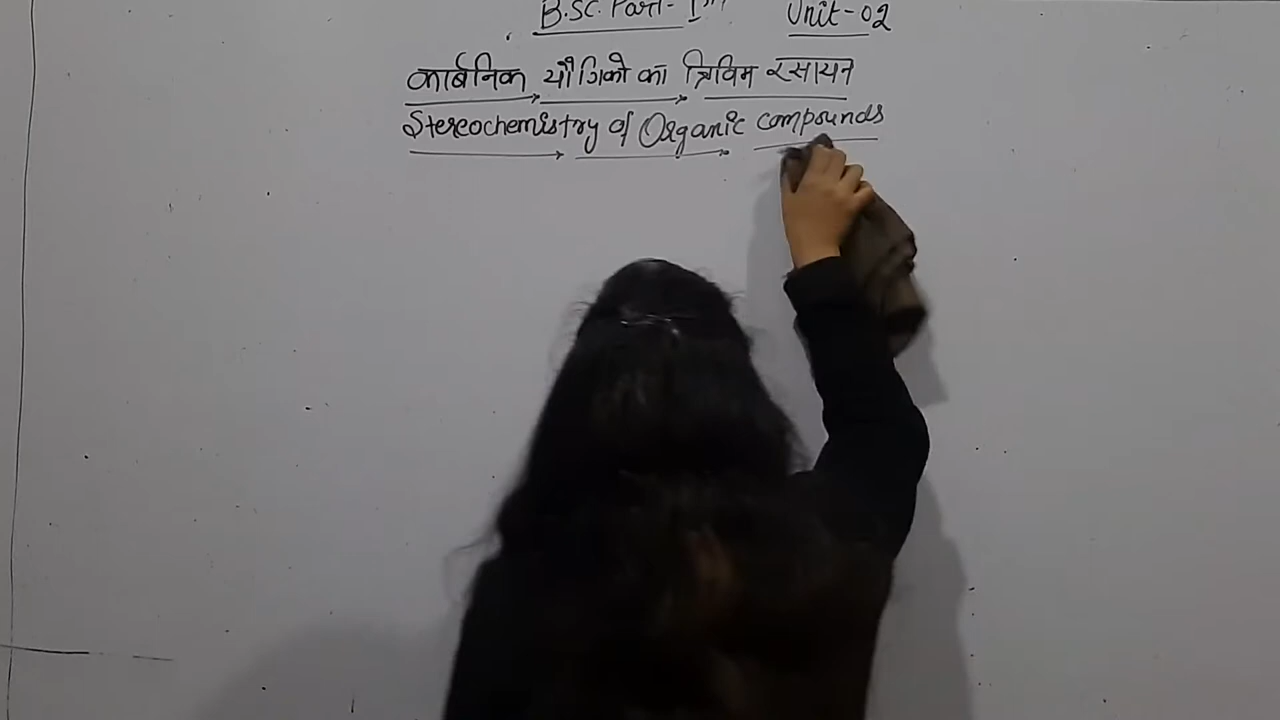 B.Sc. Part- Unit-02
कार्बनिक यौगिको का त्रिविम रसायन
Stereochemistry of Organic compounds